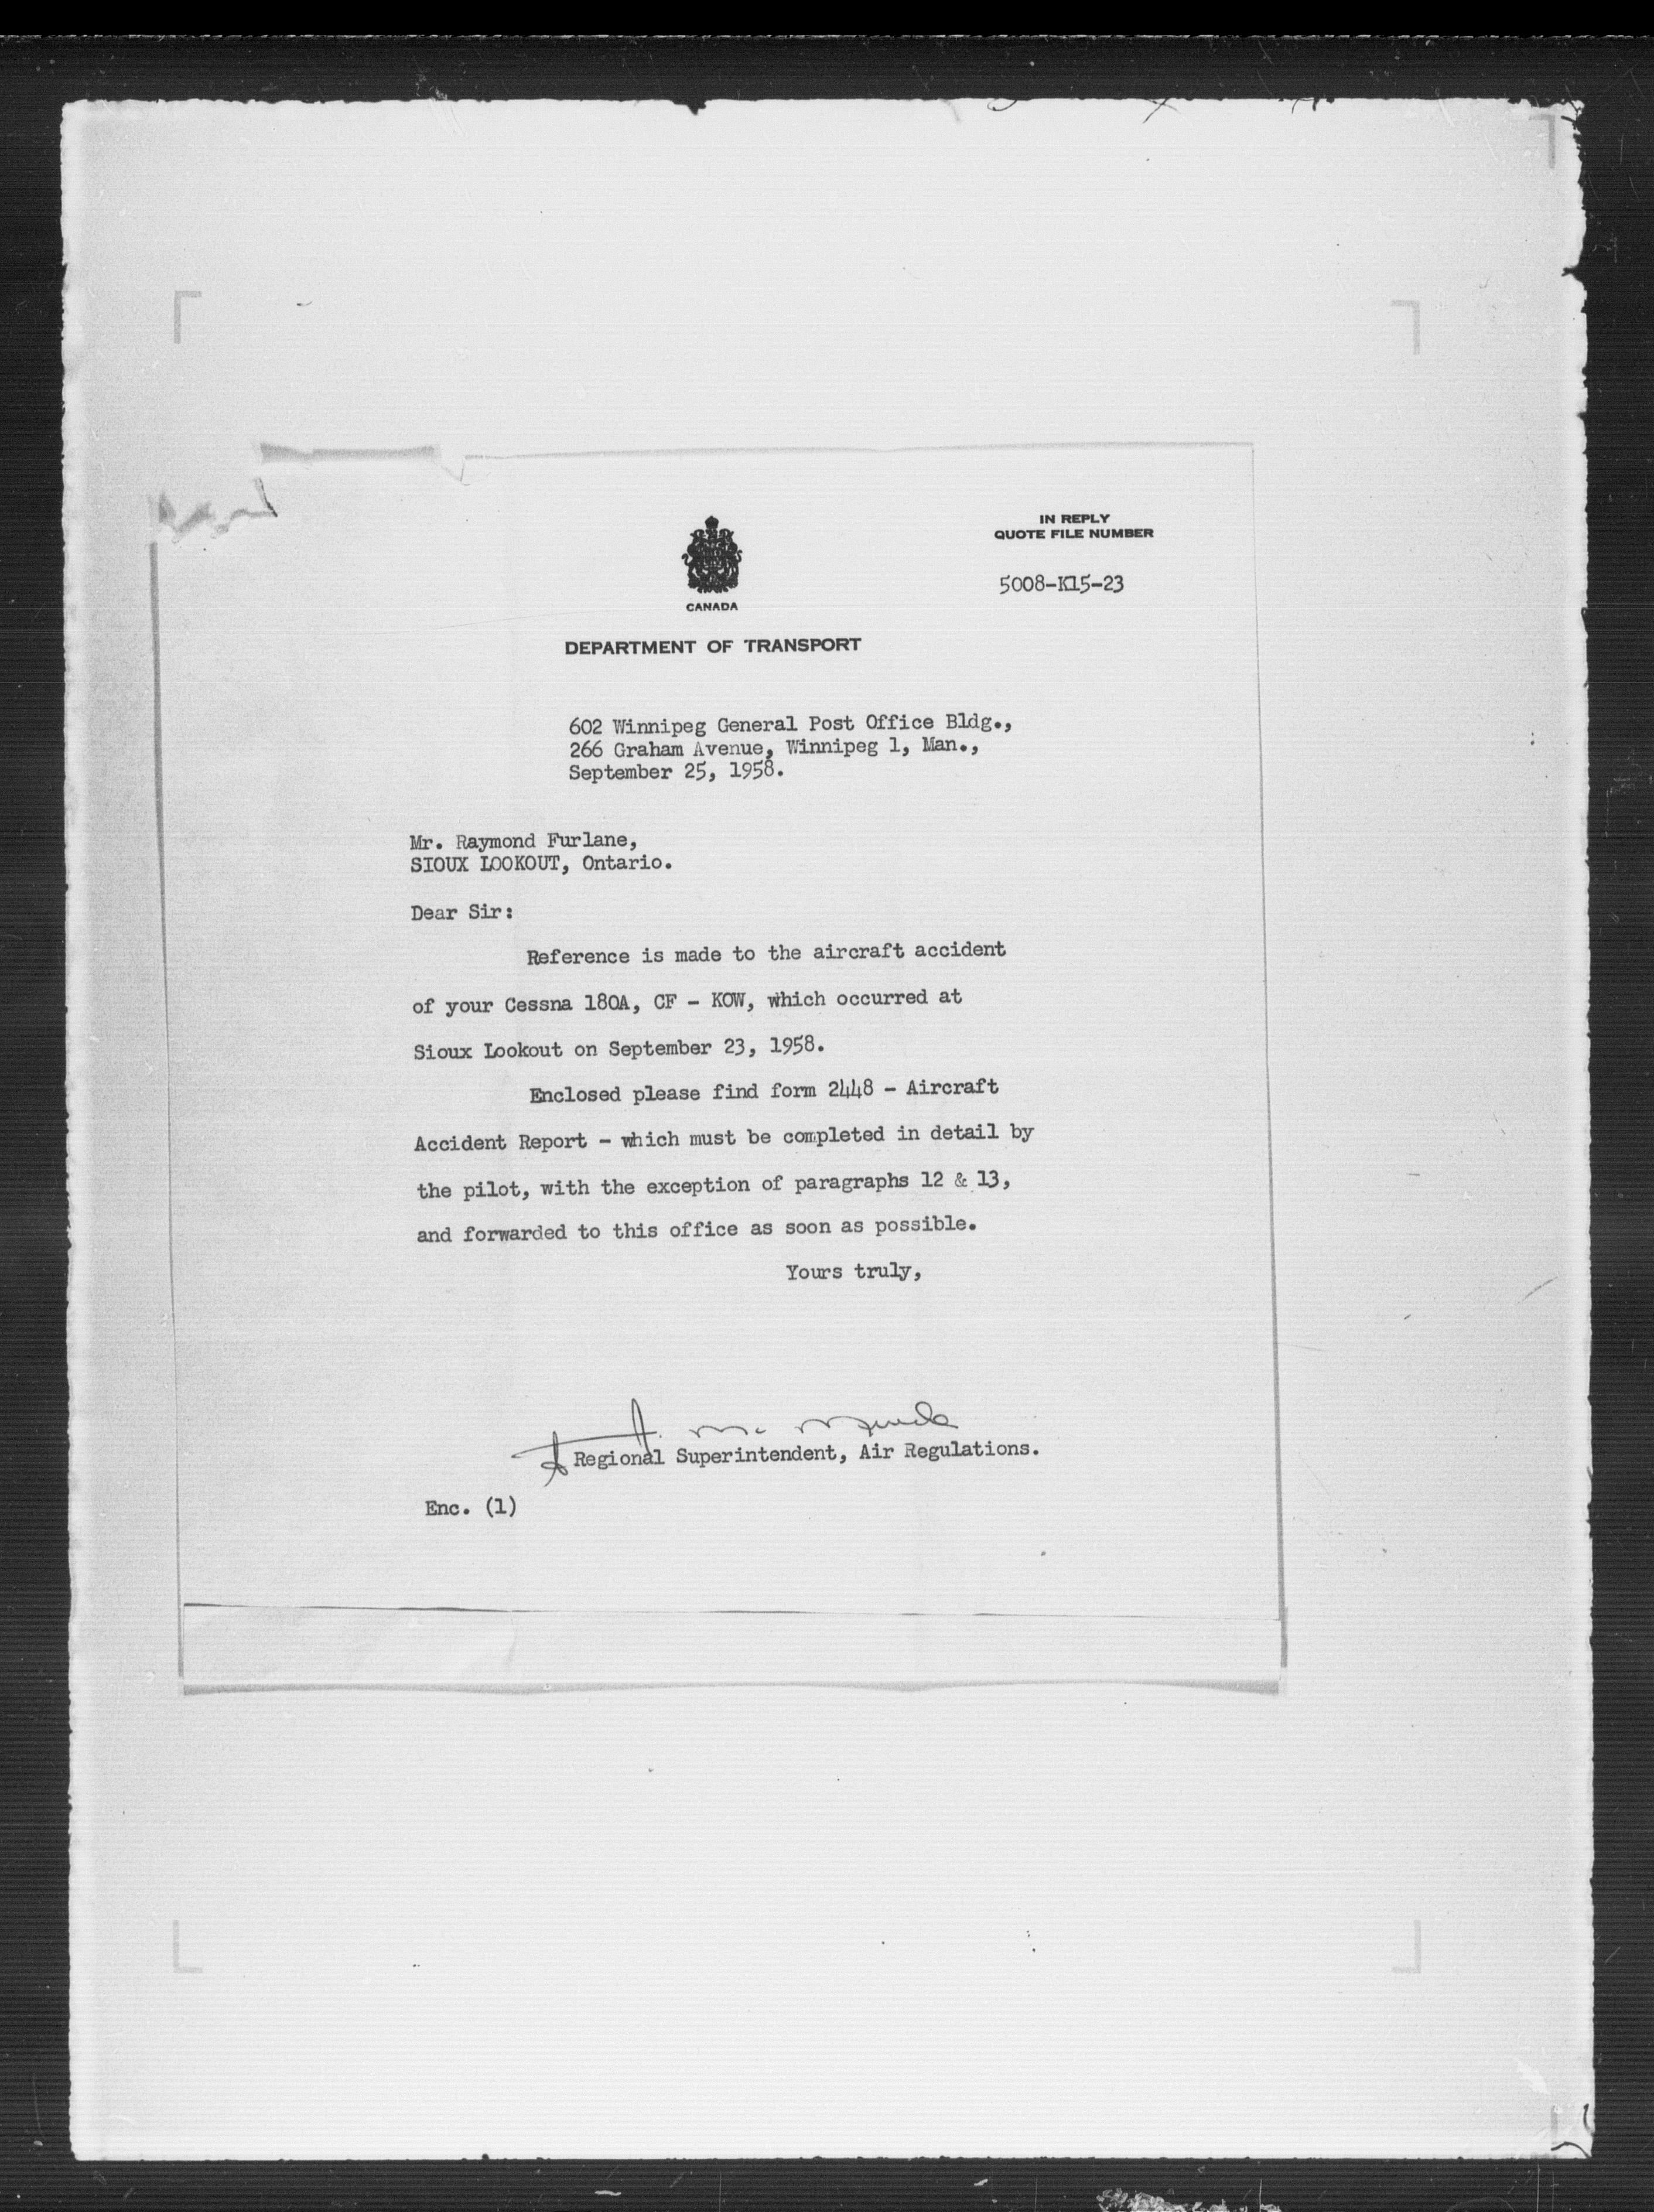 IN REPLY
QUOTE FILE NUMBER
5008-K15-23
CANADA
DEPARTMENT OF TRANSPORT
602 Winnipeg General Post Office Bldg.,
266 Graham Avenue, Winnipeg 1, Man.,
September 25, 1958.
Mr. Raymond Furlane,
SIOUX LOOKOUT, Ontario.
Dear Sir:
Reference is made to the aircraft accident
of your Cessna 180A, CF - KOW, which occurred at
Sioux Lookout on September 23, 1958.
Enclosed please find form 2448 - Aircraft
Accident Report - which must be completed in detail by
the pilot, with the exception of paragraphs 12 & 13,
and forwarded to this office as soon as possible.
Yours truly,
Regional Superintendent, Air Regulations.
Enc. (1)